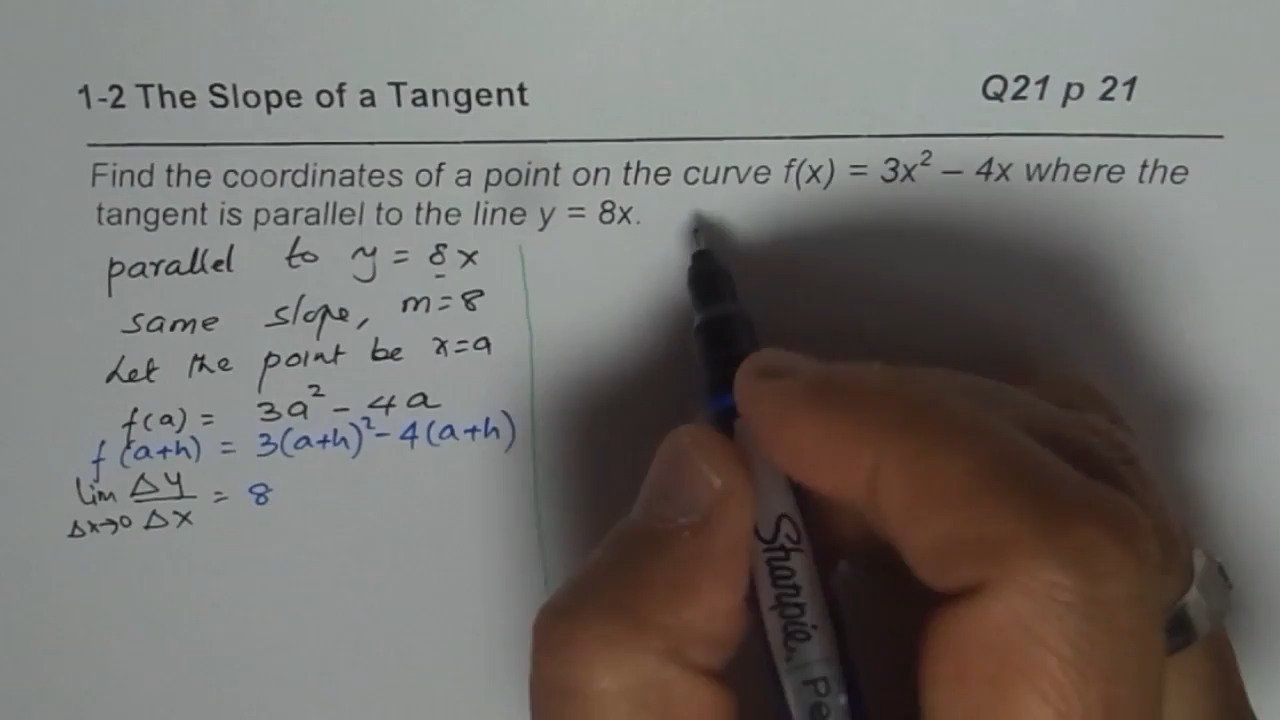 1-2 The Slope of a Tangent Q21 p 21
Find the coordinates of a point on the curve f(x) = 3x² – 4x where the
tangent is parallel to the line y = 8x.
parallel to y = 8x
same slope, m=8
Let the point be x=a
f(a) = 3a² - 4a
f(a+h) = 3(a+h)² - 4(a+h)
lim Δy/Δx = 8
Δx→0
Sharpie. Pe